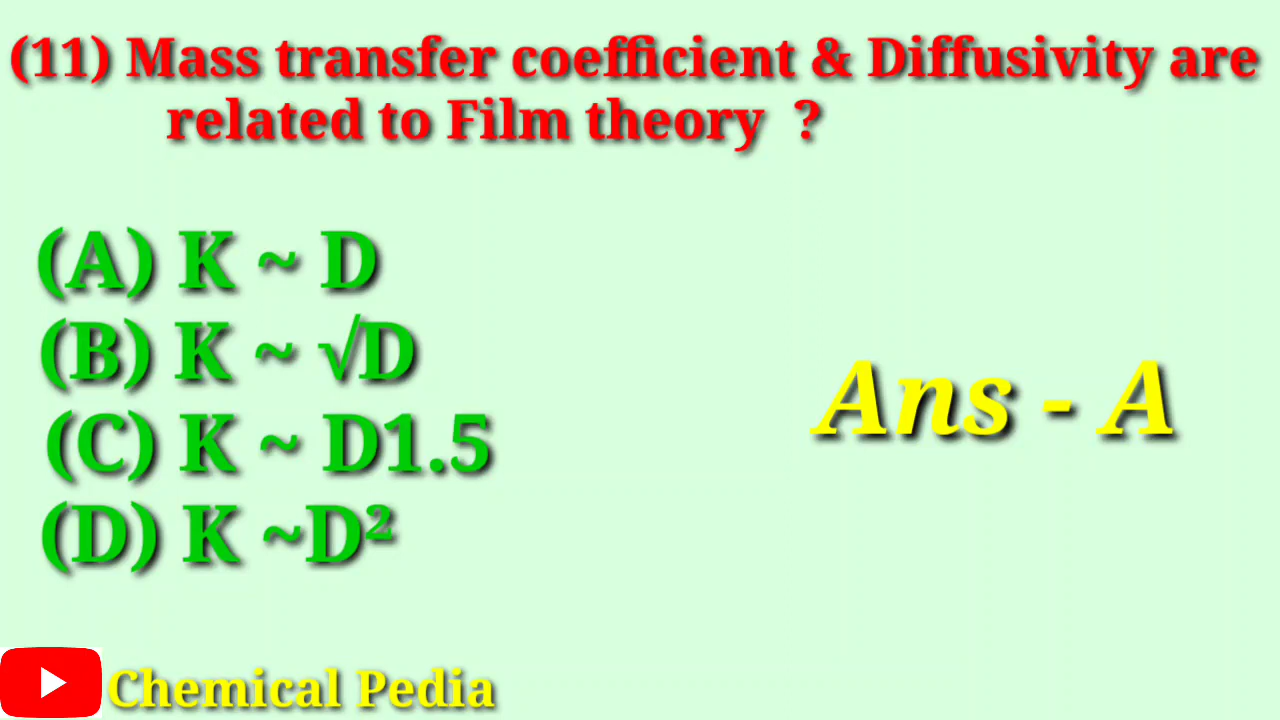 (11) Mass transfer coefficient & Diffusivity are
related to Film theory ?
(A) K ~ D
(B) K ~ √D
(C) K ~ D1.5
(D) K ~D²
Ans - A
Chemical Pedia